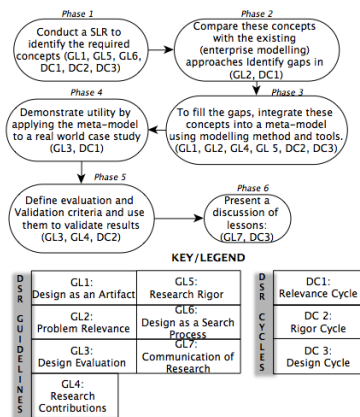 Phase 1
Conduct a SLR to
identify the required
concepts (GL1, GL5, GL6,
DC1, DC2, DC3)
Phase 2
Compare these concepts
with the existing
(enterprise modelling)
approaches Identify gaps in
(GL2, DC1)
Phase 3
To fill the gaps, integrate these
concepts into a meta-model
using modelling method and tools.
(GL1, GL2, GL4, GL 5, DC2, DC3)
Phase 4
Demonstrate utility by
applying the meta-model
to a real world case study
(GL3, DC1)
Phase 5
Define evaluation and
Validation criteria and use
them to validate results
(GL3, GL4, DC2)
Phase 6
Present a
discussion of
lessons:
(GL7, DC3)
KEY/LEGEND
DSR GUIDELINES
GL1:
Design as an Artifact
GL2:
Problem Relevance
GL3:
Design Evaluation
GL4:
Research
Contributions
GL5:
Research Rigor
GL6:
Design as a Search
Process
GL7:
Communication of
Research
DSR CYCLES
DC1:
Relevance Cycle
DC 2:
Rigor Cycle
DC 3:
Design Cycle